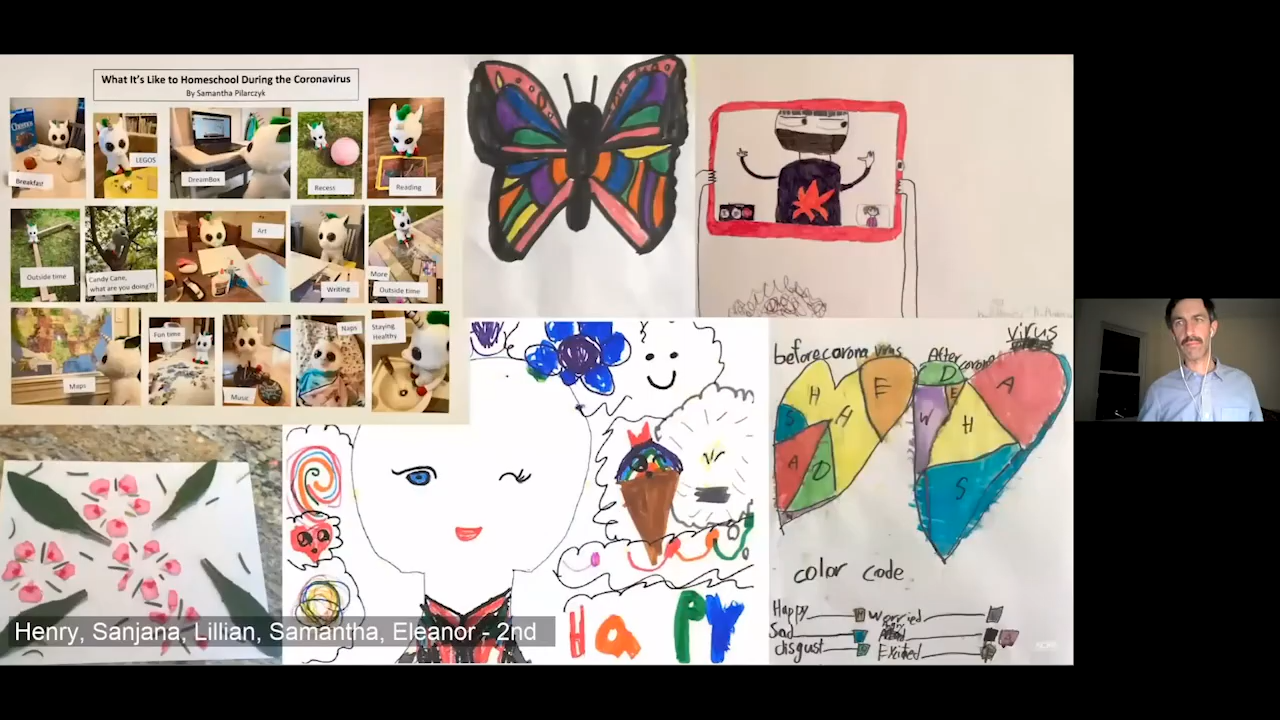 What It's Like to Homeschool During the Coronavirus
By Samantha Pilarczyk
Breakfast
LEGOS
DreamBox
Recess
Reading
Outside time
Candy Cane,
what are you doing?!
Art
Writing
More
Outside time
Maps
Fun time
Music
Naps
Staying
Healthy
before corona virus
After
corona
virus
H
H
E
S
A
D
D
E
A
W
H
S
color code
Happy
worried
Sad
disgust
Excited
HaPPY
Henry, Sanjana, Lillian, Samantha, Eleanor - 2nd